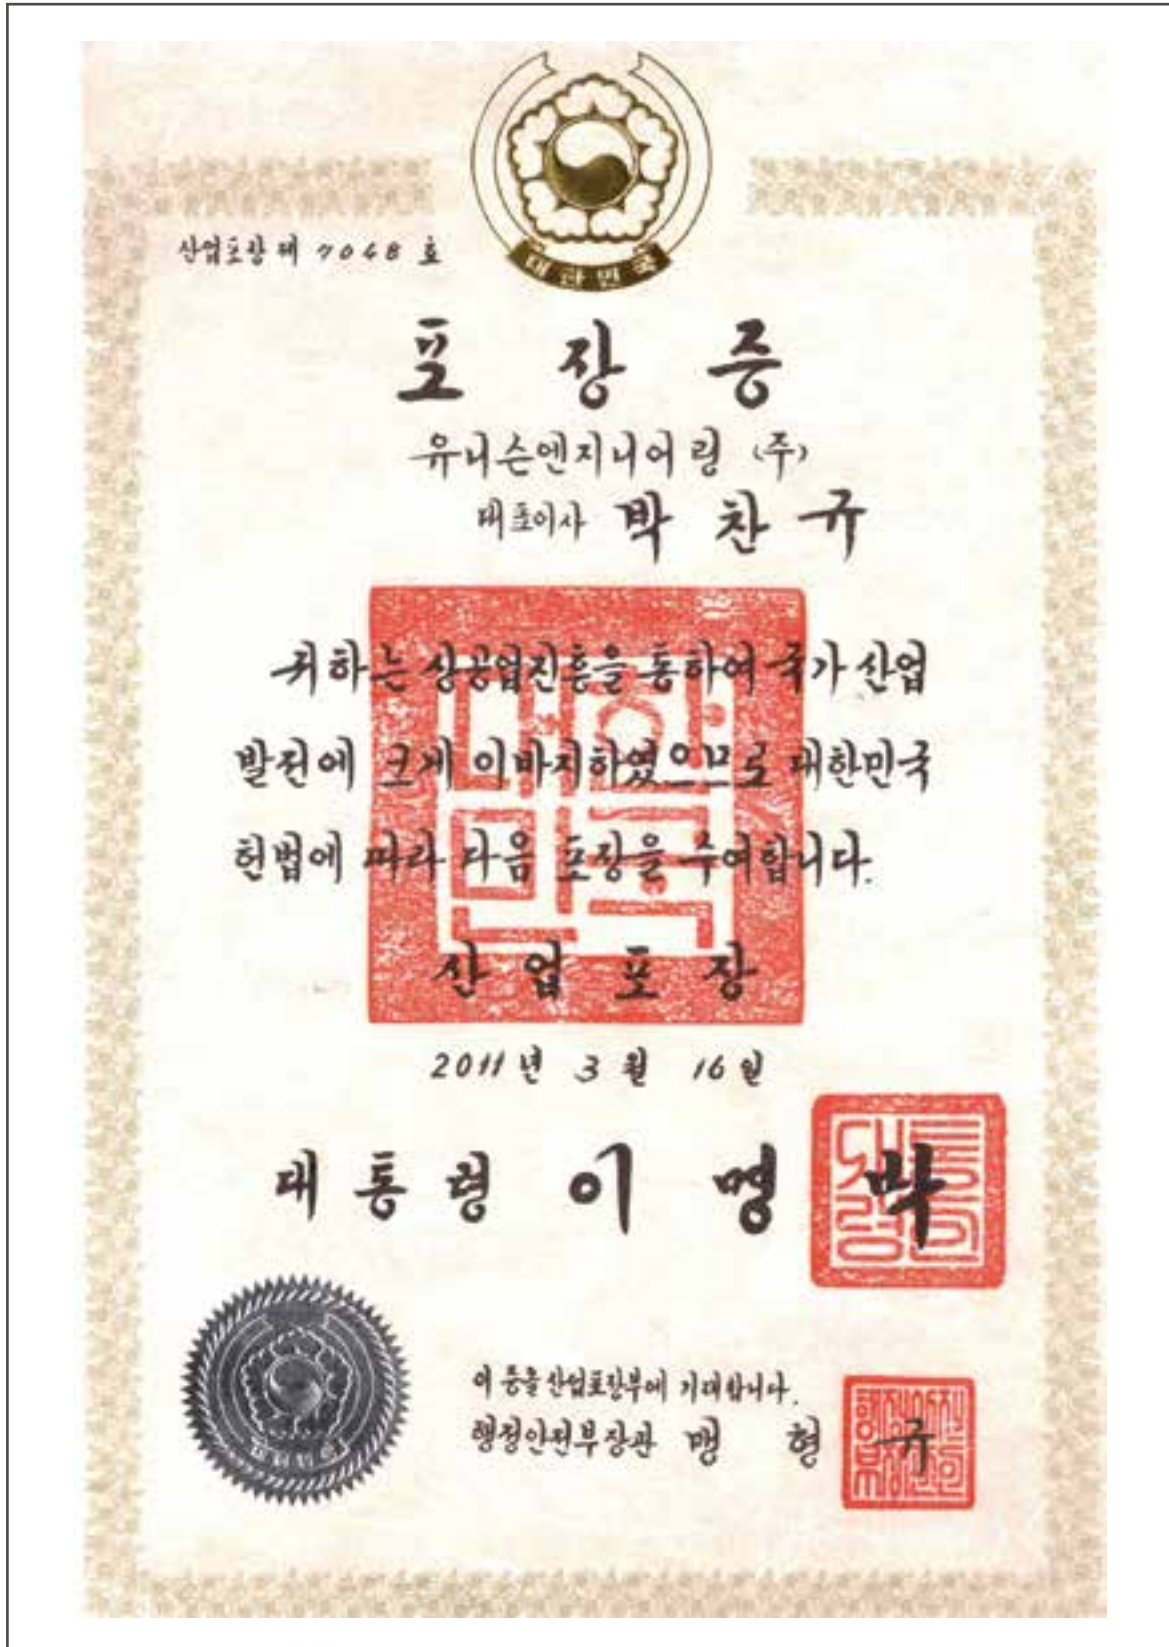 대한민국
산업포장 제 7048 호
포 장 증
유니슨엔지니어링 (주)
대표이사 박 찬 규
귀하는 상공업진흥을 통하여 국가 산업
발전에 크게 이바지하였으므로 대한민국
헌법에 따라 다음 포장을 수여합니다.
산 업 포 장
2011년 3월 16일
대 통 령 이 명 박
이 증을 산업포장부에 기재합니다.
행정안전부장관 맹 형 규